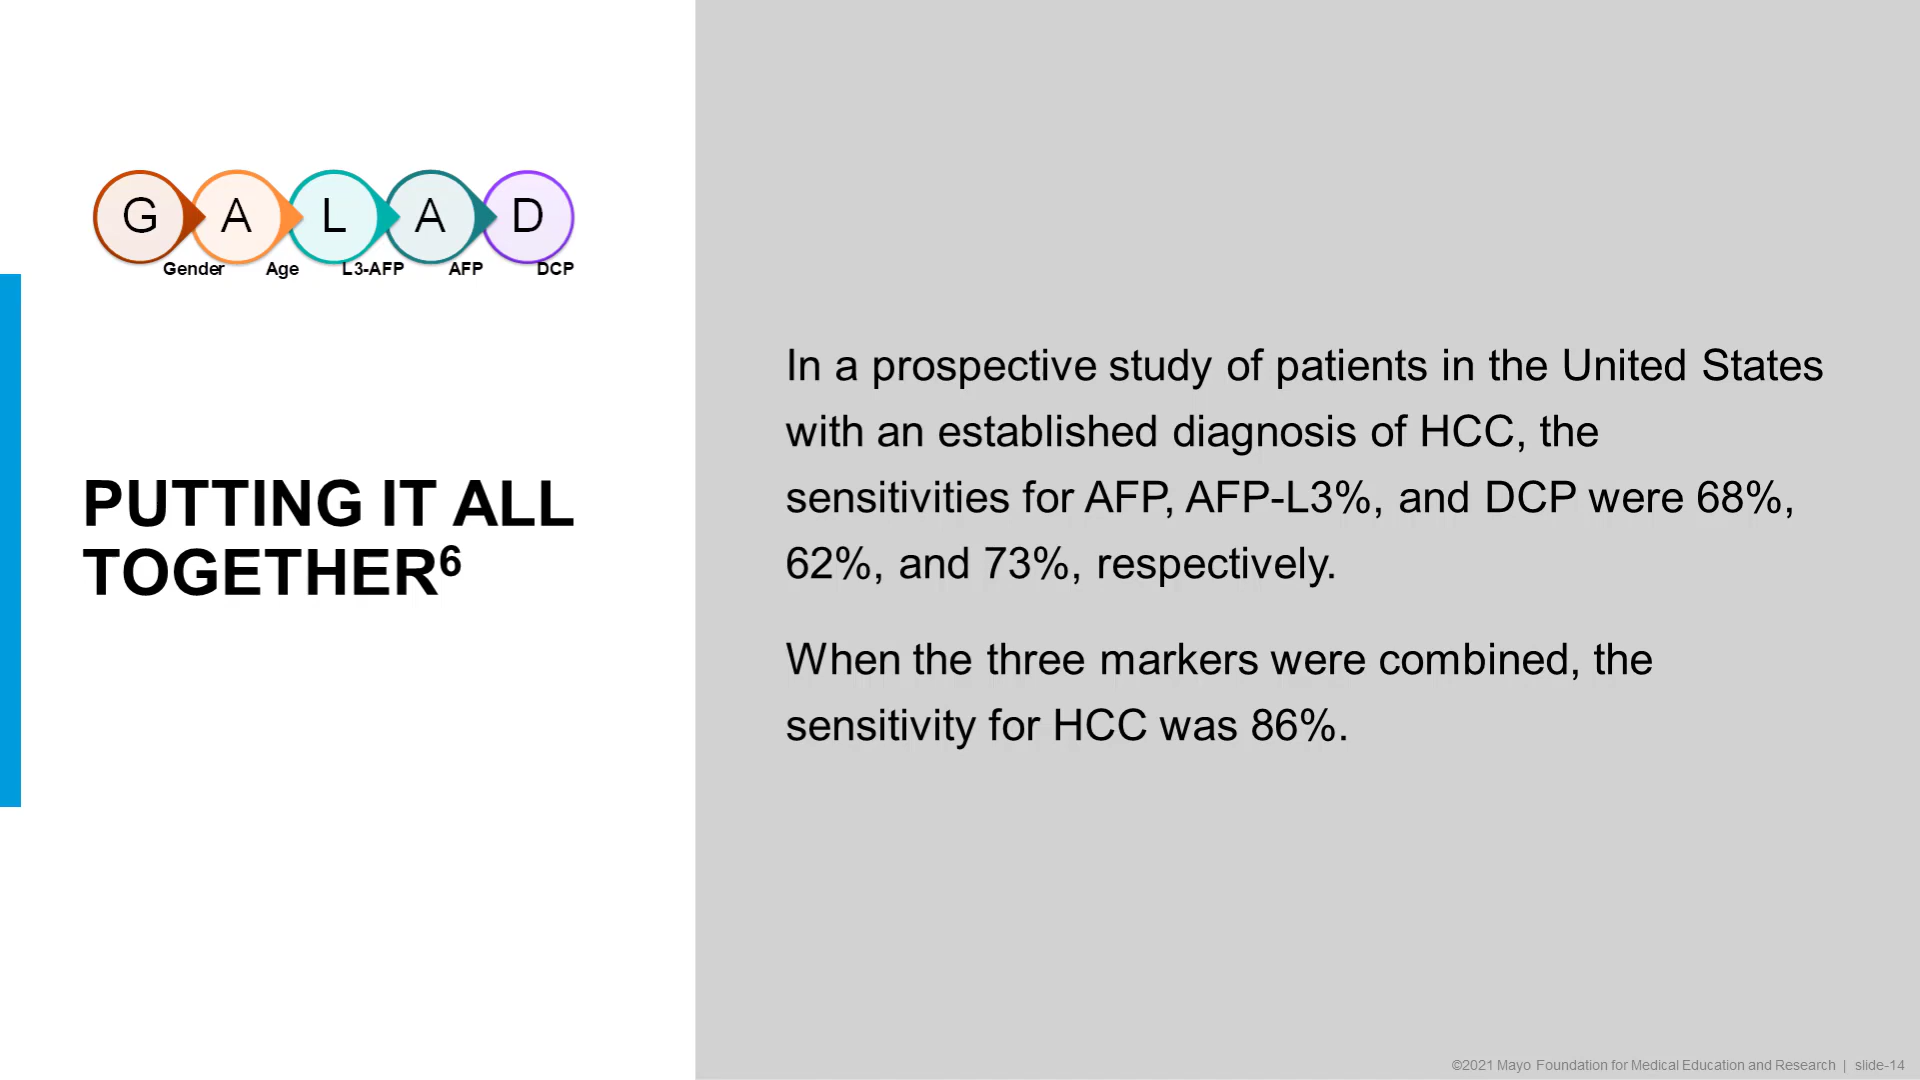 G A L A D
Gender Age L3-AFP AFP DCP
PUTTING IT ALL
TOGETHER⁶
In a prospective study of patients in the United States
with an established diagnosis of HCC, the
sensitivities for AFP, AFP-L3%, and DCP were 68%,
62%, and 73%, respectively.
When the three markers were combined, the
sensitivity for HCC was 86%.
©2021 Mayo Foundation for Medical Education and Research | slide-14